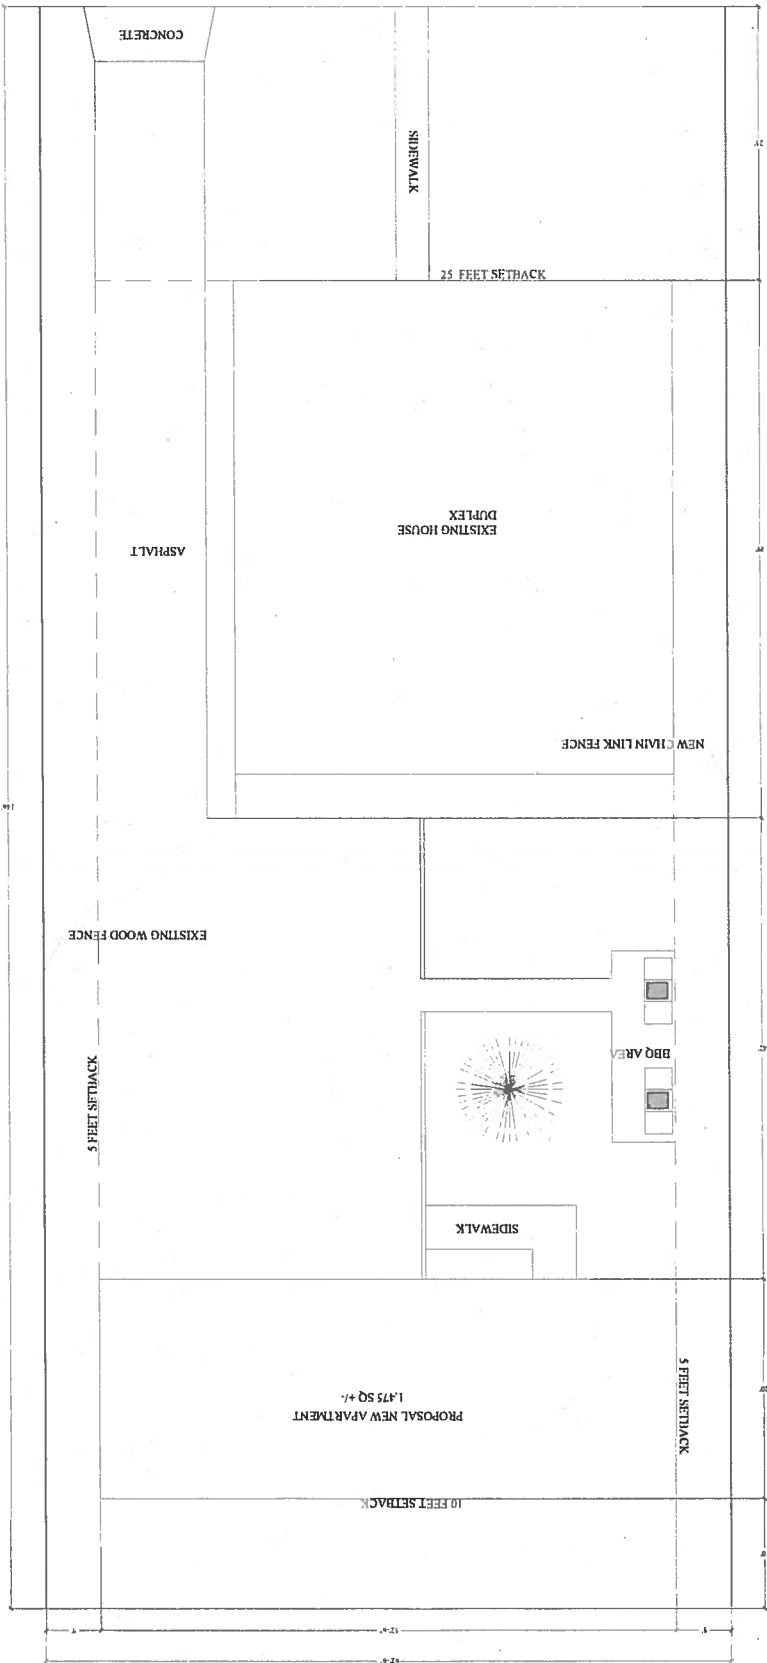 CONCRETE
SIDEWALK
25 FEET SETBACK
EXISTING HOUSE
DUPLEX
ASPHALT
NEW CHAIN LINK FENCE
EXISTING WOOD FENCE
BBQ AREA
5 FEET SETBACK
SIDEWALK
5 FEET SETBACK
PROPOSAL NEW APARTMENT
1,475 SQ +/-
10 FEET SETBACK